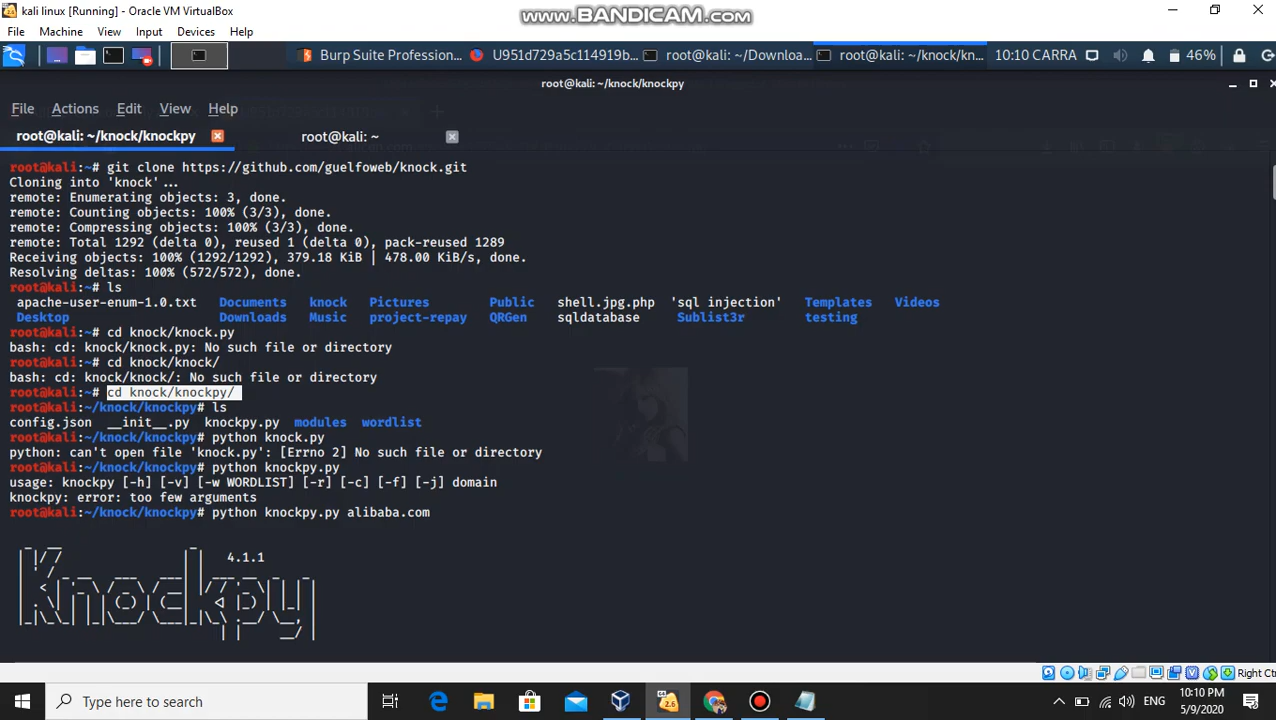 kali linux [Running] - Oracle VM VirtualBox
www.BANDICAM.com
File Machine View Input Devices Help
Burp Suite Profession... U951d729a5c114919b... root@kali: ~/Downloa... root@kali: ~/knock/kn... 10:10 CARRA 46%
root@kali: ~/knock/knockpy
File Actions Edit View Help
root@kali: ~/knock/knockpy root@kali: ~
root@kali:~# git clone https://github.com/guelfoweb/knock.git
Cloning into 'knock'...
remote: Enumerating objects: 3, done.
remote: Counting objects: 100% (3/3), done.
remote: Compressing objects: 100% (3/3), done.
remote: Total 1292 (delta 0), reused 1 (delta 0), pack-reused 1289
Receiving objects: 100% (1292/1292), 379.18 KiB | 478.00 KiB/s, done.
Resolving deltas: 100% (572/572), done.
root@kali:~# ls
apache-user-enum-1.0.txt Documents knock Pictures Public shell.jpg.php 'sql injection' Templates Videos
Desktop Downloads Music project-repay QRGen sqldatabase Sublist3r testing
root@kali:~# cd knock/knock.py
bash: cd: knock/knock.py: No such file or directory
root@kali:~# cd knock/knock/
bash: cd: knock/knock/: No such file or directory
root@kali:~# cd knock/knockpy/
root@kali:~/knock/knockpy# ls
config.json __init__.py knockpy.py modules wordlist
root@kali:~/knock/knockpy# python knock.py
python: can't open file 'knock.py': [Errno 2] No such file or directory
root@kali:~/knock/knockpy# python knockpy.py
usage: knockpy [-h] [-v] [-w WORDLIST] [-r] [-c] [-f] [-j] domain
knockpy: error: too few arguments
root@kali:~/knock/knockpy# python knockpy.py alibaba.com
4.1.1
Knockpy
Right Ctr
Type here to search
2.6
ENG
10:10 PM
5/9/2020